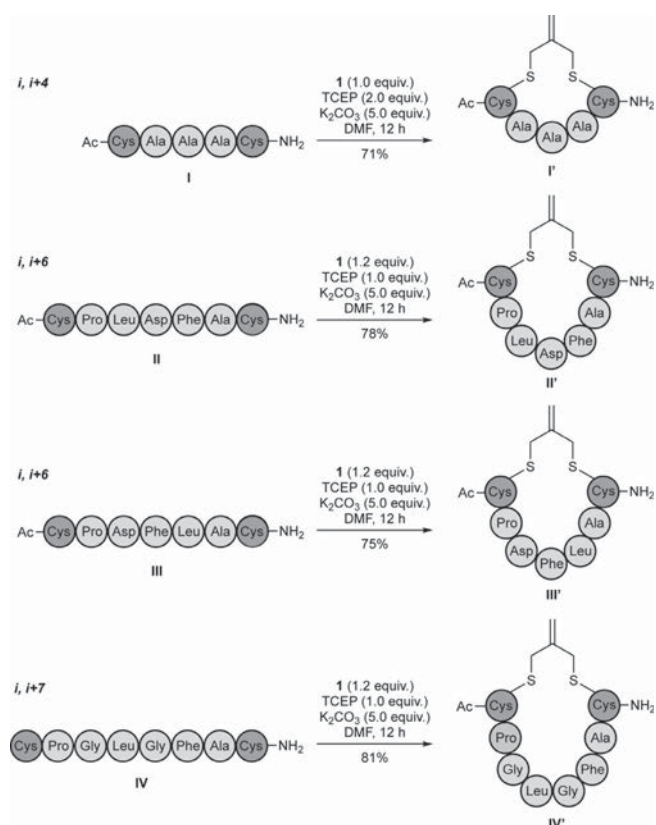 i, i+4
1 (1.0 equiv.)
TCEP (2.0 equiv.)
K2CO3 (5.0 equiv.)
DMF, 12 h
71%
Ac Cys Ala Ala Ala Cys NH2
I
S S
Ac Cys Cys NH2
Ala Ala Ala
I'
i, i+6
1 (1.2 equiv.)
TCEP (1.0 equiv.)
K2CO3 (5.0 equiv.)
DMF, 12 h
78%
Ac Cys Pro Leu Asp Phe Ala Cys NH2
II
S S
Ac Cys Cys NH2
Pro Ala
Leu Phe
Asp
II'
i, i+6
1 (1.2 equiv.)
TCEP (1.0 equiv.)
K2CO3 (5.0 equiv.)
DMF, 12 h
75%
Ac Cys Pro Asp Phe Leu Ala Cys NH2
III
S S
Ac Cys Cys NH2
Pro Ala
Asp Leu
Phe
III'
i, i+7
1 (1.2 equiv.)
TCEP (1.0 equiv.)
K2CO3 (5.0 equiv.)
DMF, 12 h
81%
Cys Pro Gly Leu Gly Phe Ala Cys NH2
IV
S S
Ac Cys Cys NH2
Pro Ala
Gly Phe
Leu Gly
IV'